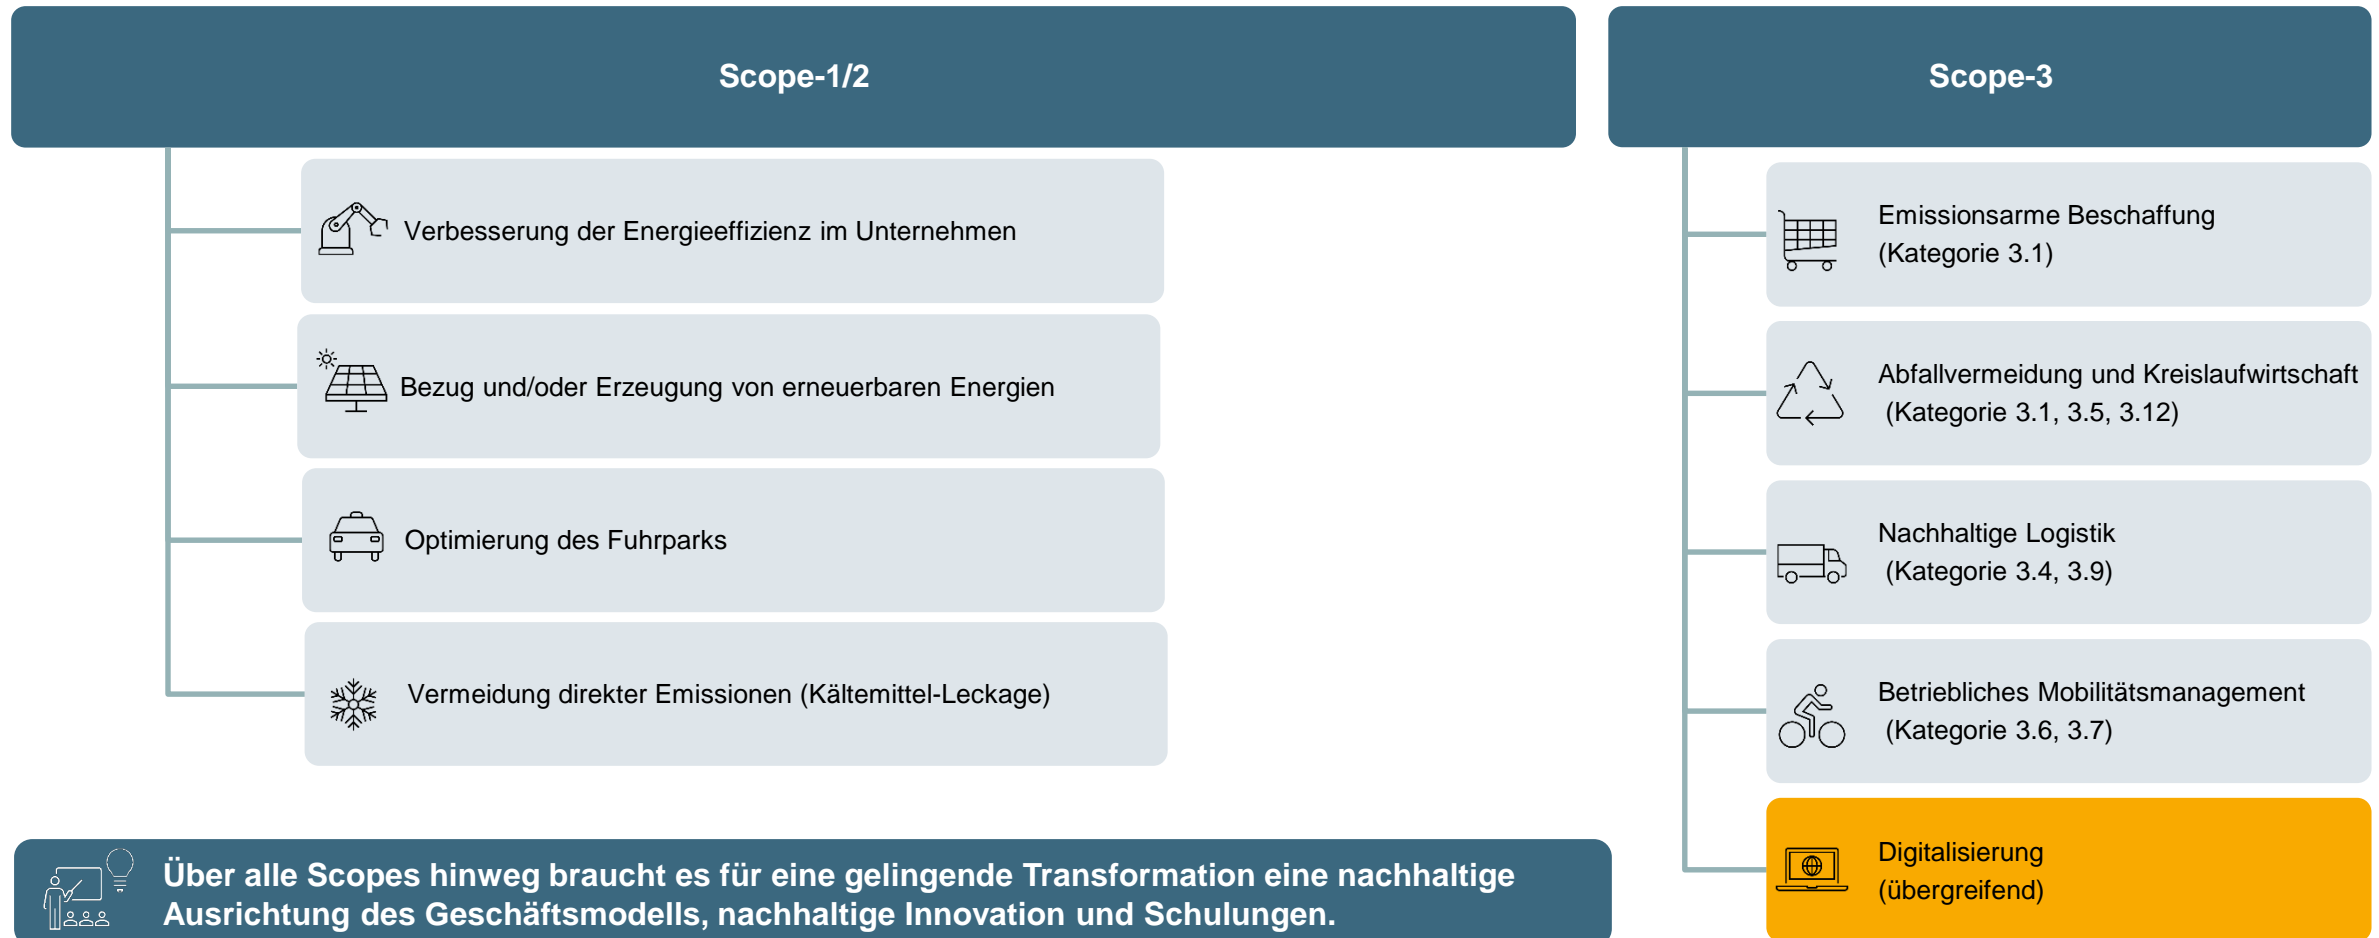 Scope-1/2
Verbesserung der Energieeffizienz im Unternehmen
Bezug und/oder Erzeugung von erneuerbaren Energien
Optimierung des Fuhrparks
Vermeidung direkter Emissionen (Kältemittel-Leckage)
Scope-3
Emissionsarme Beschaffung
(Kategorie 3.1)
Abfallvermeidung und Kreislaufwirtschaft
(Kategorie 3.1, 3.5, 3.12)
Nachhaltige Logistik
(Kategorie 3.4, 3.9)
Betriebliches Mobilitätsmanagement
(Kategorie 3.6, 3.7)
Digitalisierung
(übergreifend)
Über alle Scopes hinweg braucht es für eine gelingende Transformation eine nachhaltige
Ausrichtung des Geschäftsmodells, nachhaltige Innovation und Schulungen.